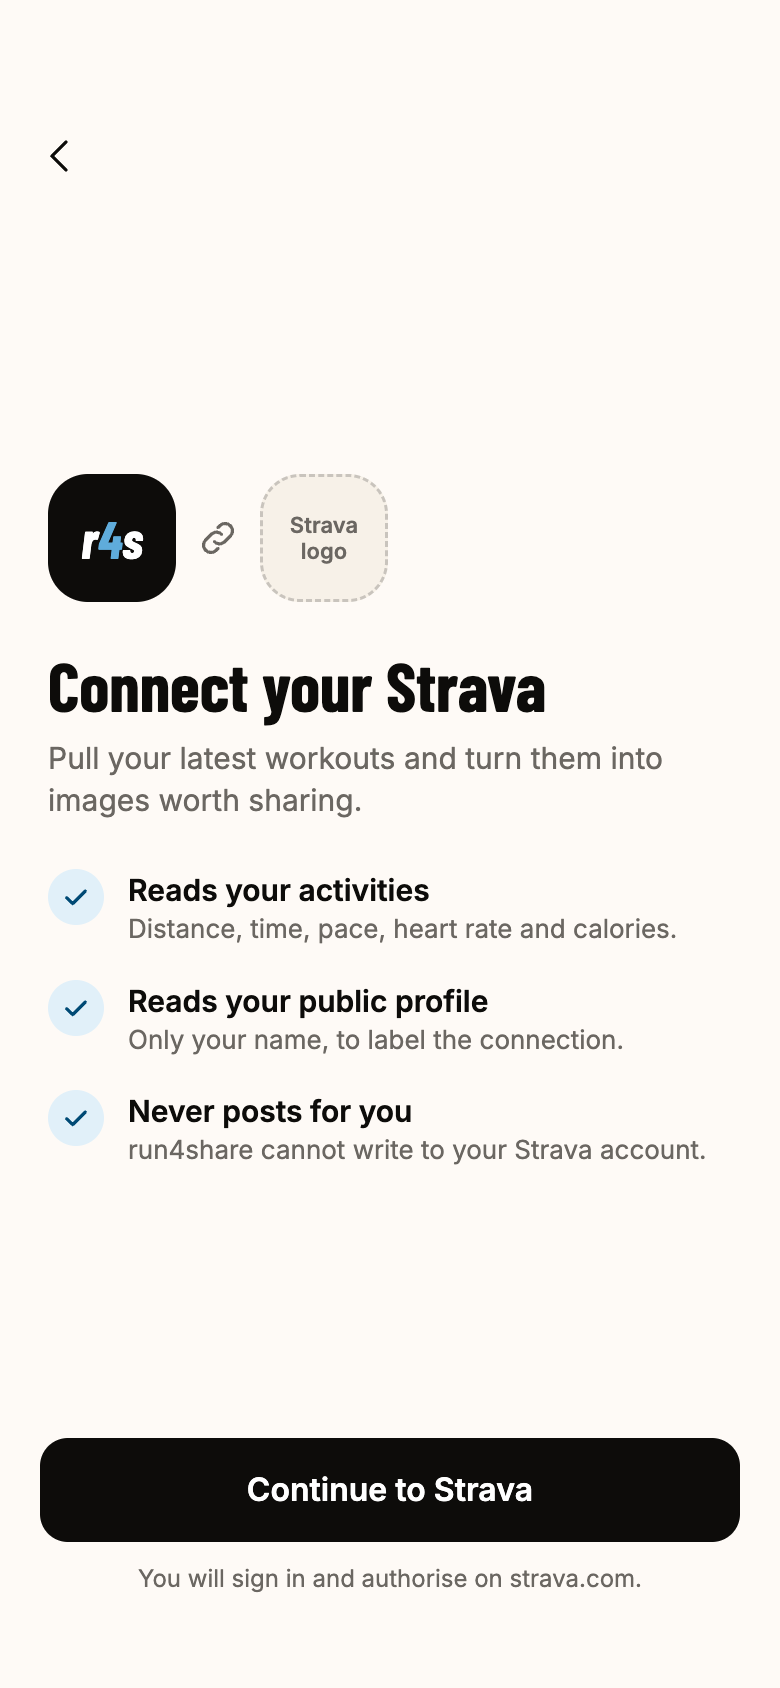 r4s
Strava
logo
Connect your Strava
Pull your latest workouts and turn them into
images worth sharing.
Reads your activities
Distance, time, pace, heart rate and calories.
Reads your public profile
Only your name, to label the connection.
Never posts for you
run4share cannot write to your Strava account.
Continue to Strava
You will sign in and authorise on strava.com.